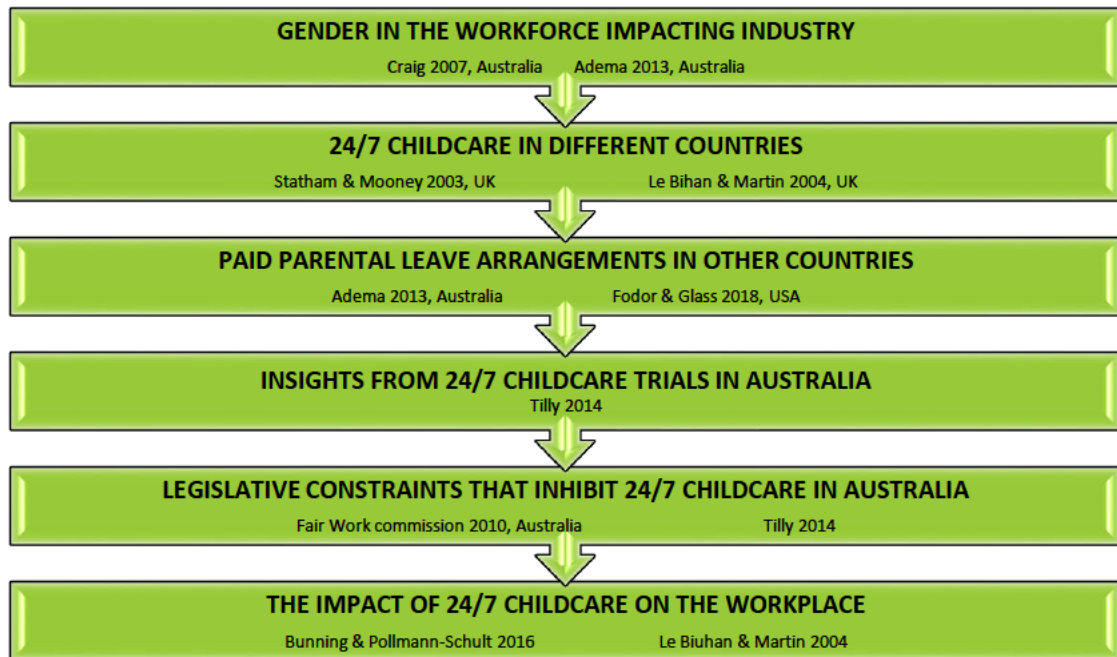 GENDER IN THE WORKFORCE IMPACTING INDUSTRY
Craig 2007, Australia Adema 2013, Australia
24/7 CHILDCARE IN DIFFERENT COUNTRIES
Statham & Mooney 2003, UK Le Bihan & Martin 2004, UK
PAID PARENTAL LEAVE ARRANGEMENTS IN OTHER COUNTRIES
Adema 2013, Australia Fodor & Glass 2018, USA
INSIGHTS FROM 24/7 CHILDCARE TRIALS IN AUSTRALIA
Tilly 2014
LEGISLATIVE CONSTRAINTS THAT INHIBIT 24/7 CHILDCARE IN AUSTRALIA
Fair Work commission 2010, Australia Tilly 2014
THE IMPACT OF 24/7 CHILDCARE ON THE WORKPLACE
Bunning & Pollmann-Schult 2016 Le Biuhan & Martin 2004